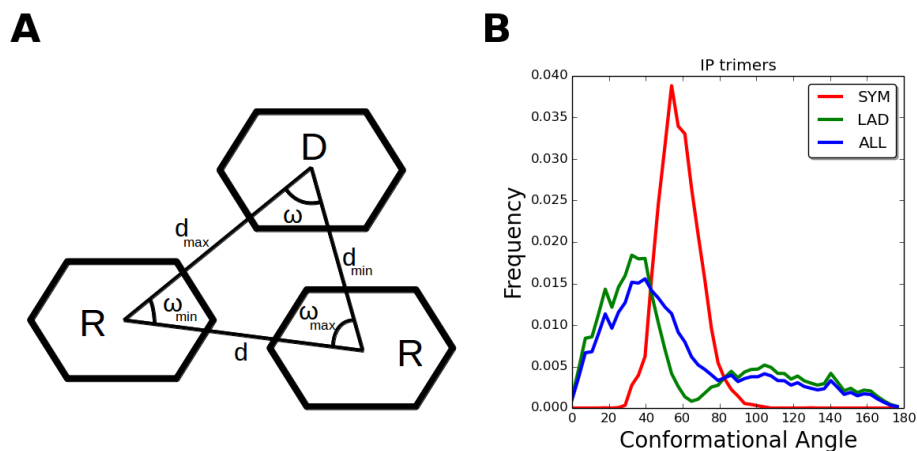 A
D
ω
d max
d min
R
ω min
ω max
d
R
B
IP trimers
SYM
LAD
ALL
Frequency
0.040
0.035
0.030
0.025
0.020
0.015
0.010
0.005
0.000
0 20 40 60 80 100 120 140 160 180
Conformational Angle